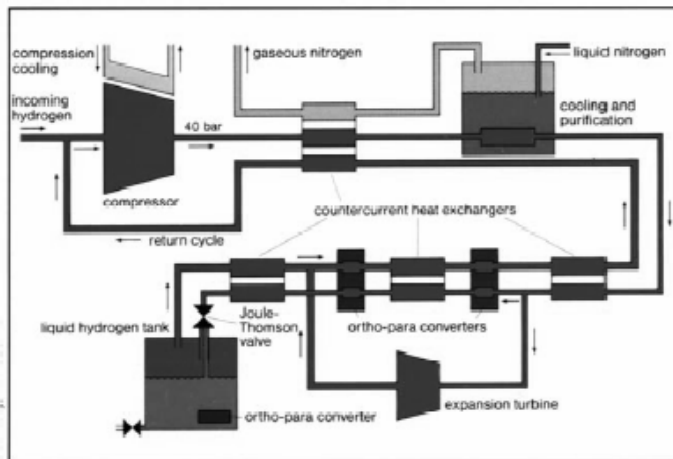 compression
cooling
gaseous nitrogen
liquid nitrogen
incoming
hydrogen
40 bar
cooling and
purification
compressor
countercurrent heat exchangers
return cycle
liquid hydrogen tank
Joule-
Thomson
valve
ortho-para converters
expansion turbine
ortho-para converter